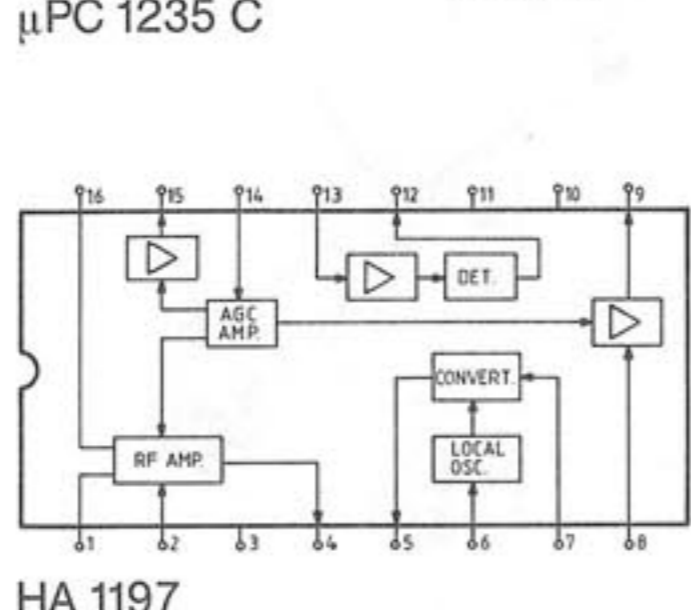 μPC 1235 C
16 15 14 13 12 11 10 9
DET.
AGC
AMP.
CONVERT.
RF AMP.
LOCAL
OSC.
1 2 3 4 5 6 7 8
HA 1197